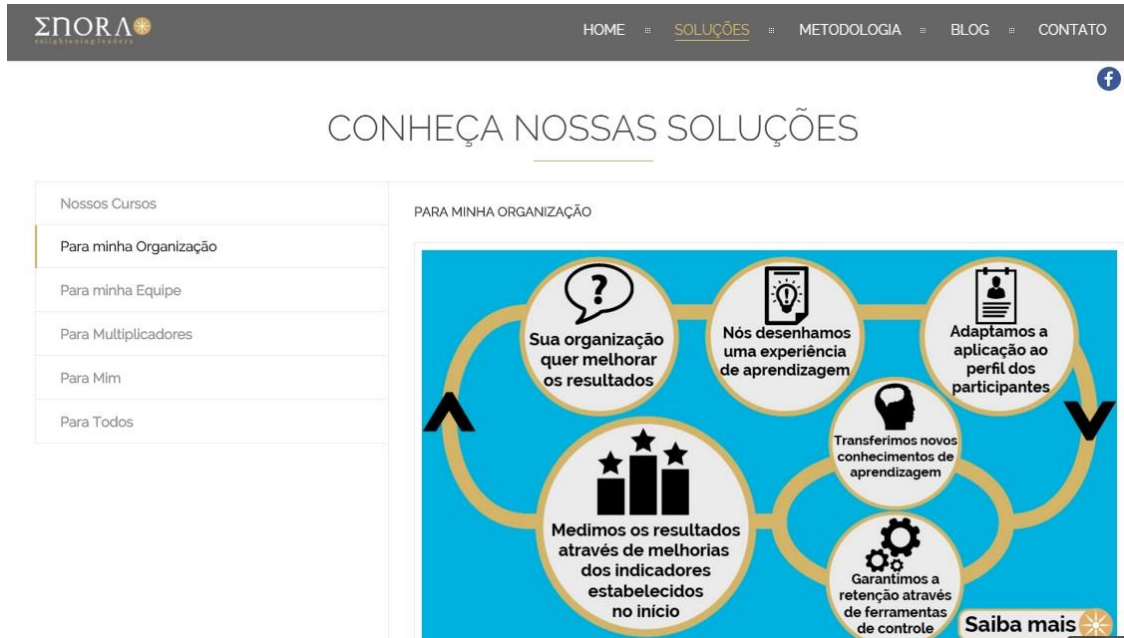 ΣΠORΛ
enlightening leaders
HOME
SOLUÇÕES
METODOLOGIA
BLOG
CONTATO
f
CONHEÇA NOSSAS SOLUÇÕES
Nossos Cursos
Para minha Organização
Para minha Equipe
Para Multiplicadores
Para Mim
Para Todos
PARA MINHA ORGANIZAÇÃO
?
Sua organização
quer melhorar
os resultados
Nós desenhamos
uma experiência
de aprendizagem
Adaptamos a
aplicação ao
perfil dos
participantes
Transferimos novos
conhecimentos de
aprendizagem
Garantimos a
retenção através
de ferramentas
de controle
Medimos os resultados
através de melhorias
dos indicadores
estabelecidos
no início
Saiba mais